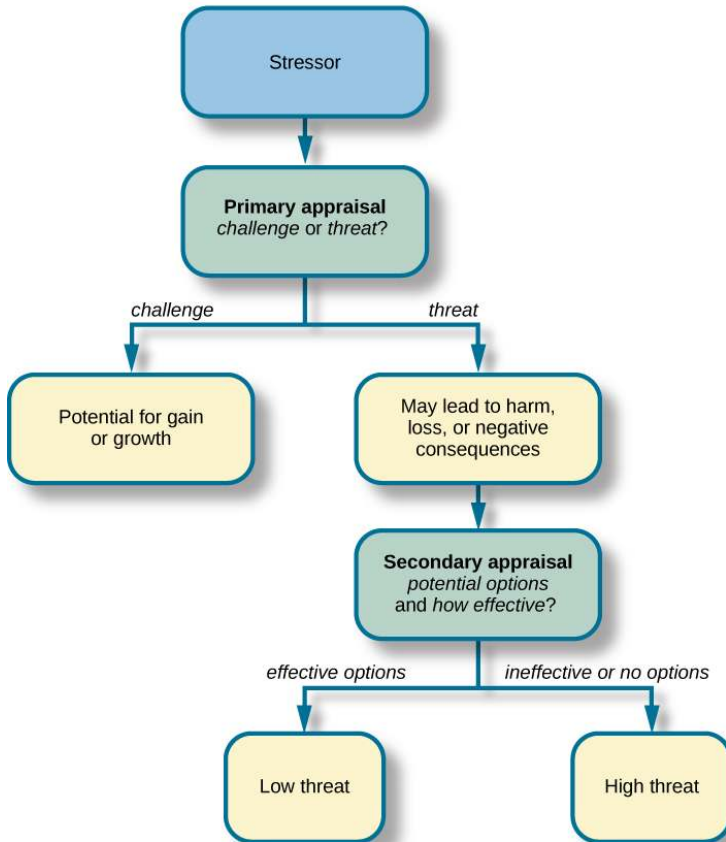 Stressor
Primary appraisal
challenge or threat?
challenge
threat
Potential for gain
or growth
May lead to harm,
loss, or negative
consequences
Secondary appraisal
potential options
and how effective?
effective options
ineffective or no options
Low threat
High threat